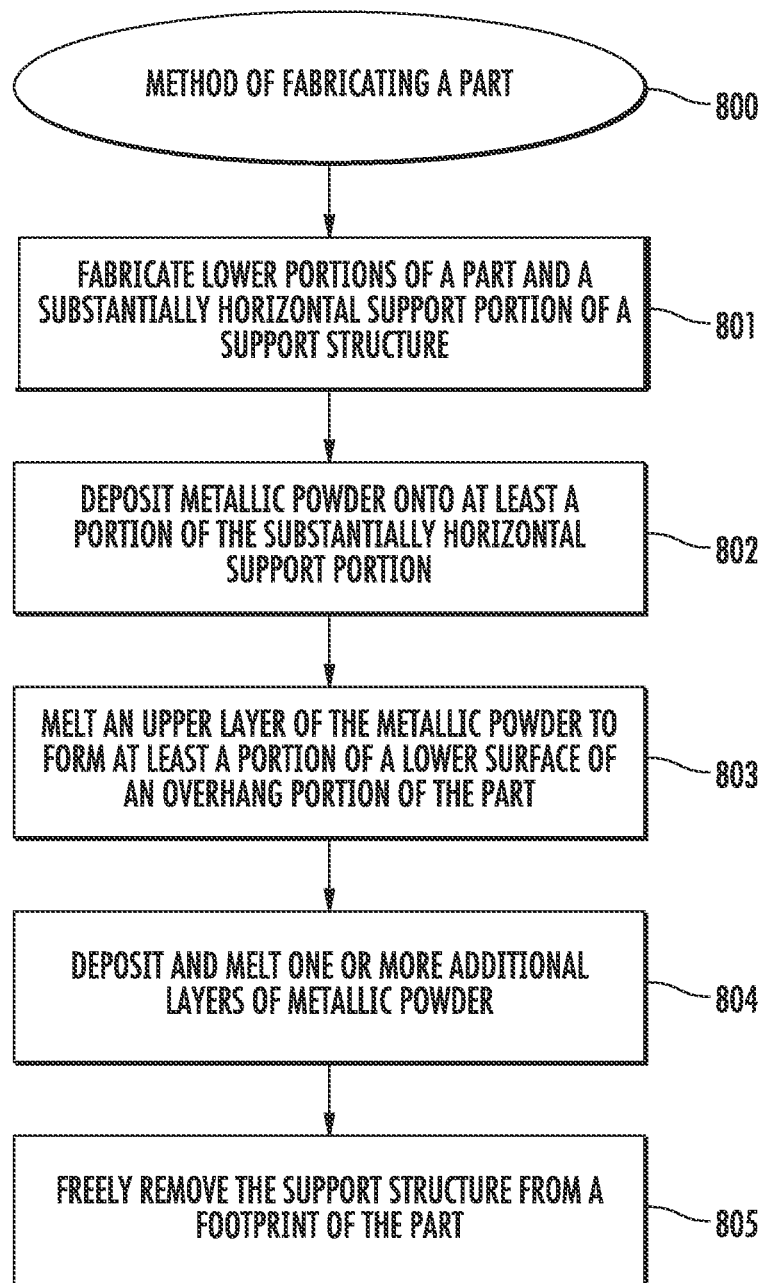 METHOD OF FABRICATING A PART
800
FABRICATE LOWER PORTIONS OF A PART AND A
SUBSTANTIALLY HORIZONTAL SUPPORT PORTION OF A
SUPPORT STRUCTURE
801
DEPOSIT METALLIC POWDER ONTO AT LEAST A
PORTION OF THE SUBSTANTIALLY HORIZONTAL
SUPPORT PORTION
802
MELT AN UPPER LAYER OF THE METALLIC POWDER TO
FORM AT LEAST A PORTION OF A LOWER SURFACE OF
AN OVERHANG PORTION OF THE PART
803
DEPOSIT AND MELT ONE OR MORE ADDITIONAL
LAYERS OF METALLIC POWDER
804
FREELY REMOVE THE SUPPORT STRUCTURE FROM A
FOOTPRINT OF THE PART
805